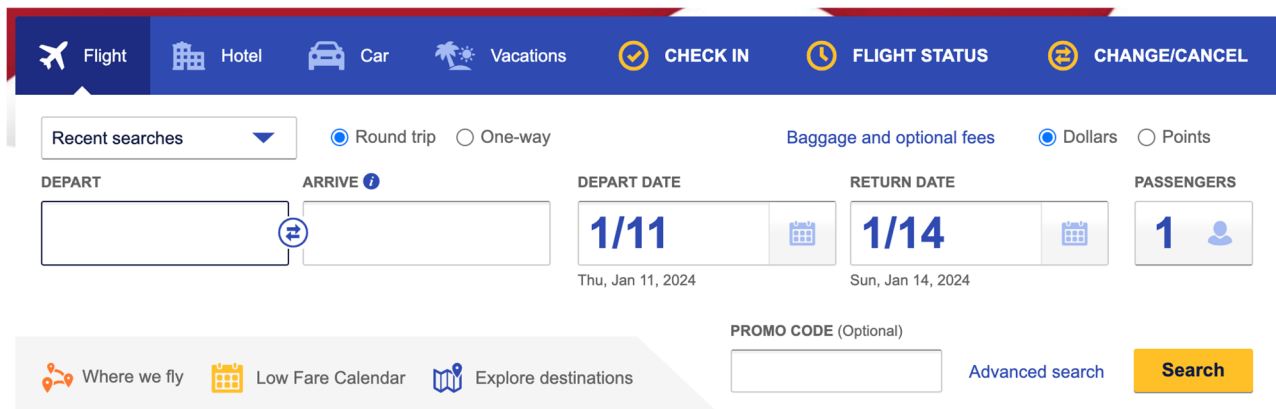 Flight Hotel Car Vacations CHECK IN FLIGHT STATUS CHANGE/CANCEL
Recent searches Round trip One-way Baggage and optional fees Dollars Points
DEPART ARRIVE i DEPART DATE RETURN DATE PASSENGERS
1/11 1/14 1
Thu, Jan 11, 2024 Sun, Jan 14, 2024
PROMO CODE (Optional)
Where we fly Low Fare Calendar Explore destinations Advanced search Search